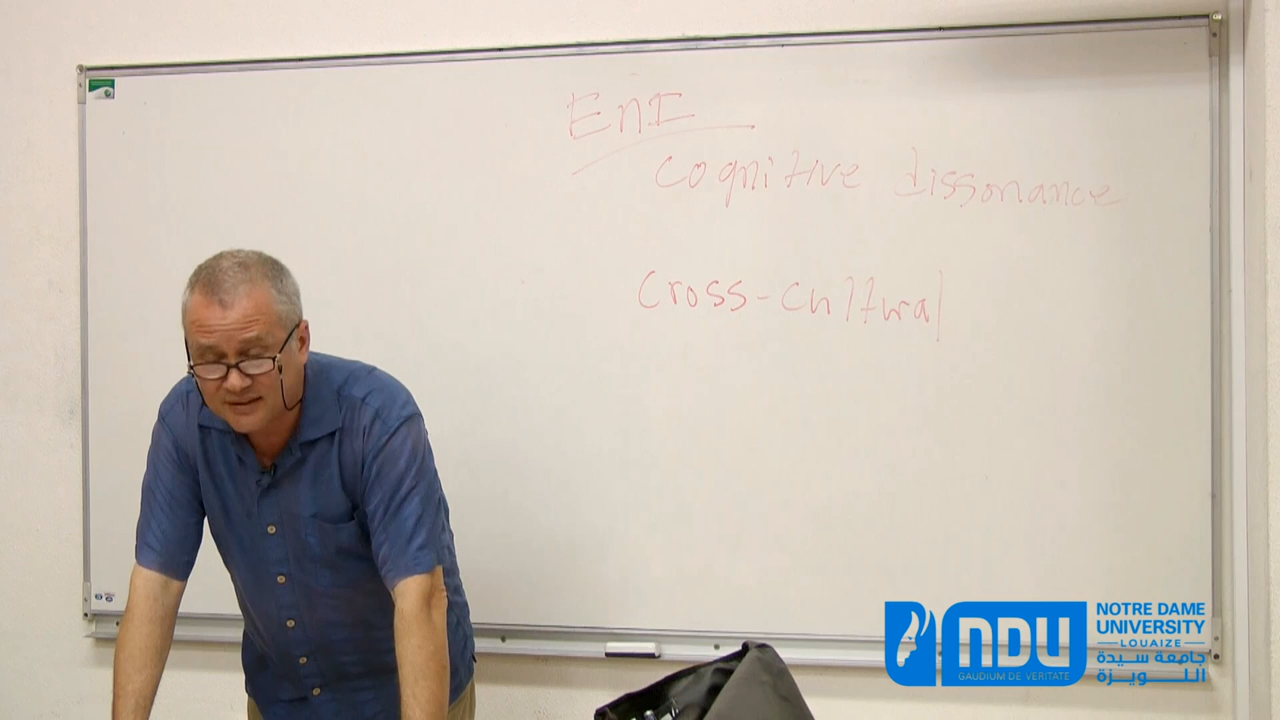 EnI
cognitive dissonance
cross-cultural
NDU
GAUDIUM DE VERITATE
NOTRE DAME
UNIVERSITY
LOUAIZE
جامعة سيدة
اللويزة